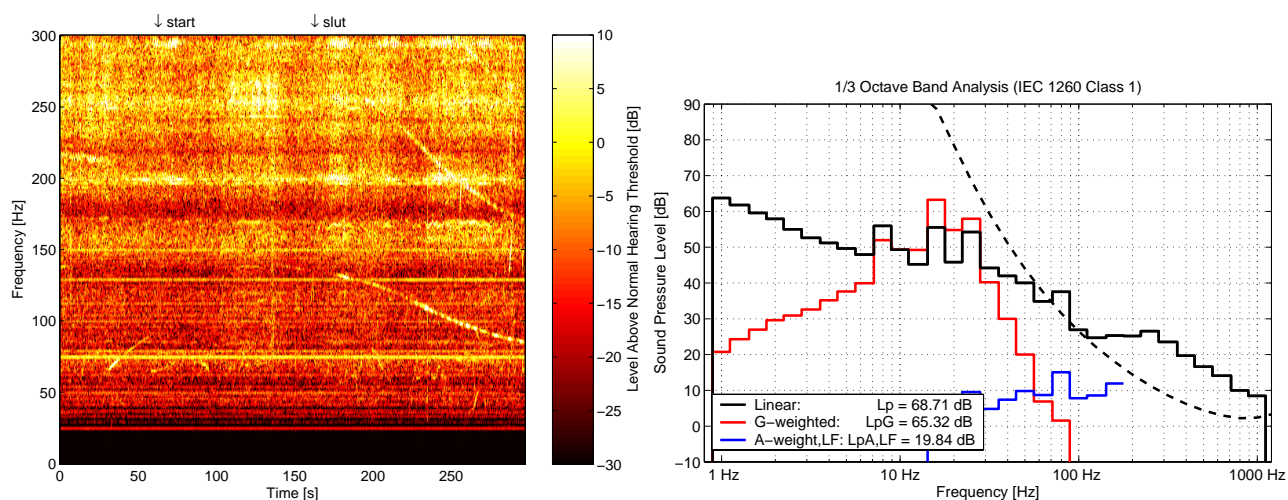 ↓ start
↓ slut
300
250
200
150
100
50
0
Frequency [Hz]
0
50
100
150
200
250
Time [s]
10
5
0
−5
−10
−15
−20
−25
−30
Level Above Normal Hearing Threshold [dB]
1/3 Octave Band Analysis (IEC 1260 Class 1)
90
80
70
60
50
40
30
20
10
0
−10
Sound Pressure Level [dB]
Linear: Lp = 68.71 dB
G−weighted: LpG = 65.32 dB
A−weight,LF: LpA,LF = 19.84 dB
1 Hz
10 Hz
100 Hz
1000 Hz
Frequency [Hz]